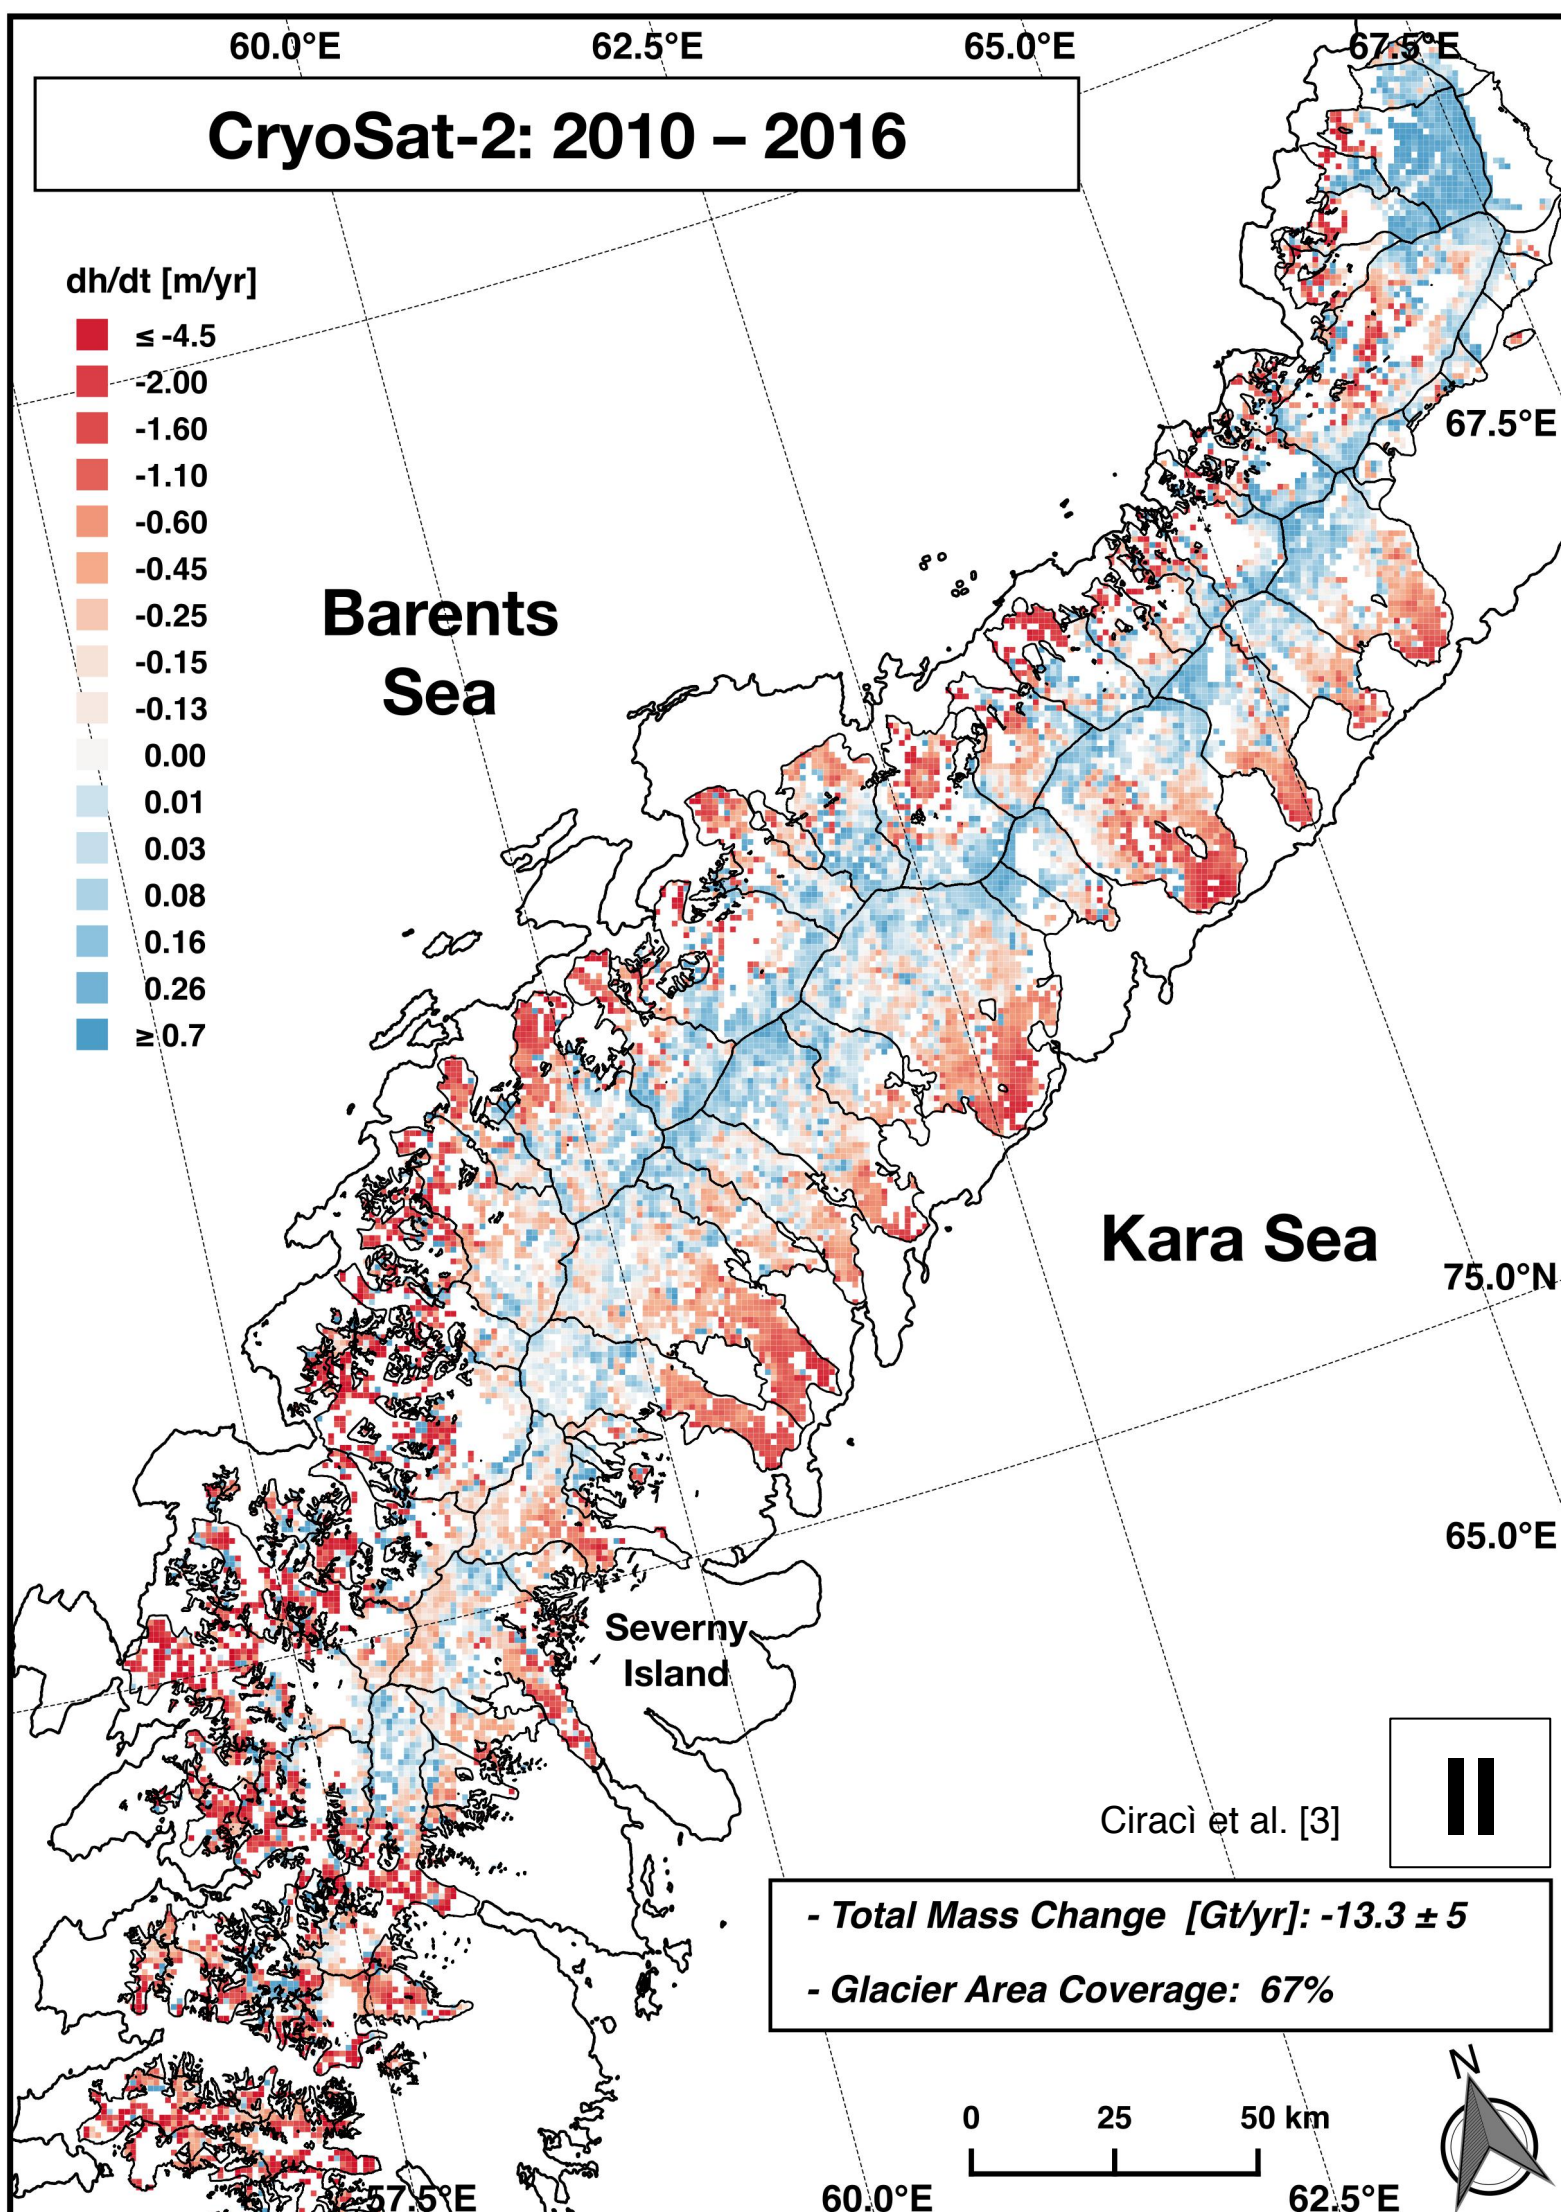 60.0°E 62.5°E 65.0°E 67.5°E
CryoSat-2: 2010 – 2016
dh/dt [m/yr]
≤ -4.5
-2.00
-1.60
-1.10
-0.60
-0.45
-0.25
-0.15
-0.13
0.00
0.01
0.03
0.08
0.16
0.26
≥ 0.7
67.5°E
Barents
Sea
Kara Sea
75.0°N
65.0°E
Severny
Island
II
Ciracì et al. [3]
- Total Mass Change [Gt/yr]: -13.3 ± 5
- Glacier Area Coverage: 67%
N
0 25 50 km
57.5°E 60.0°E 62.5°E